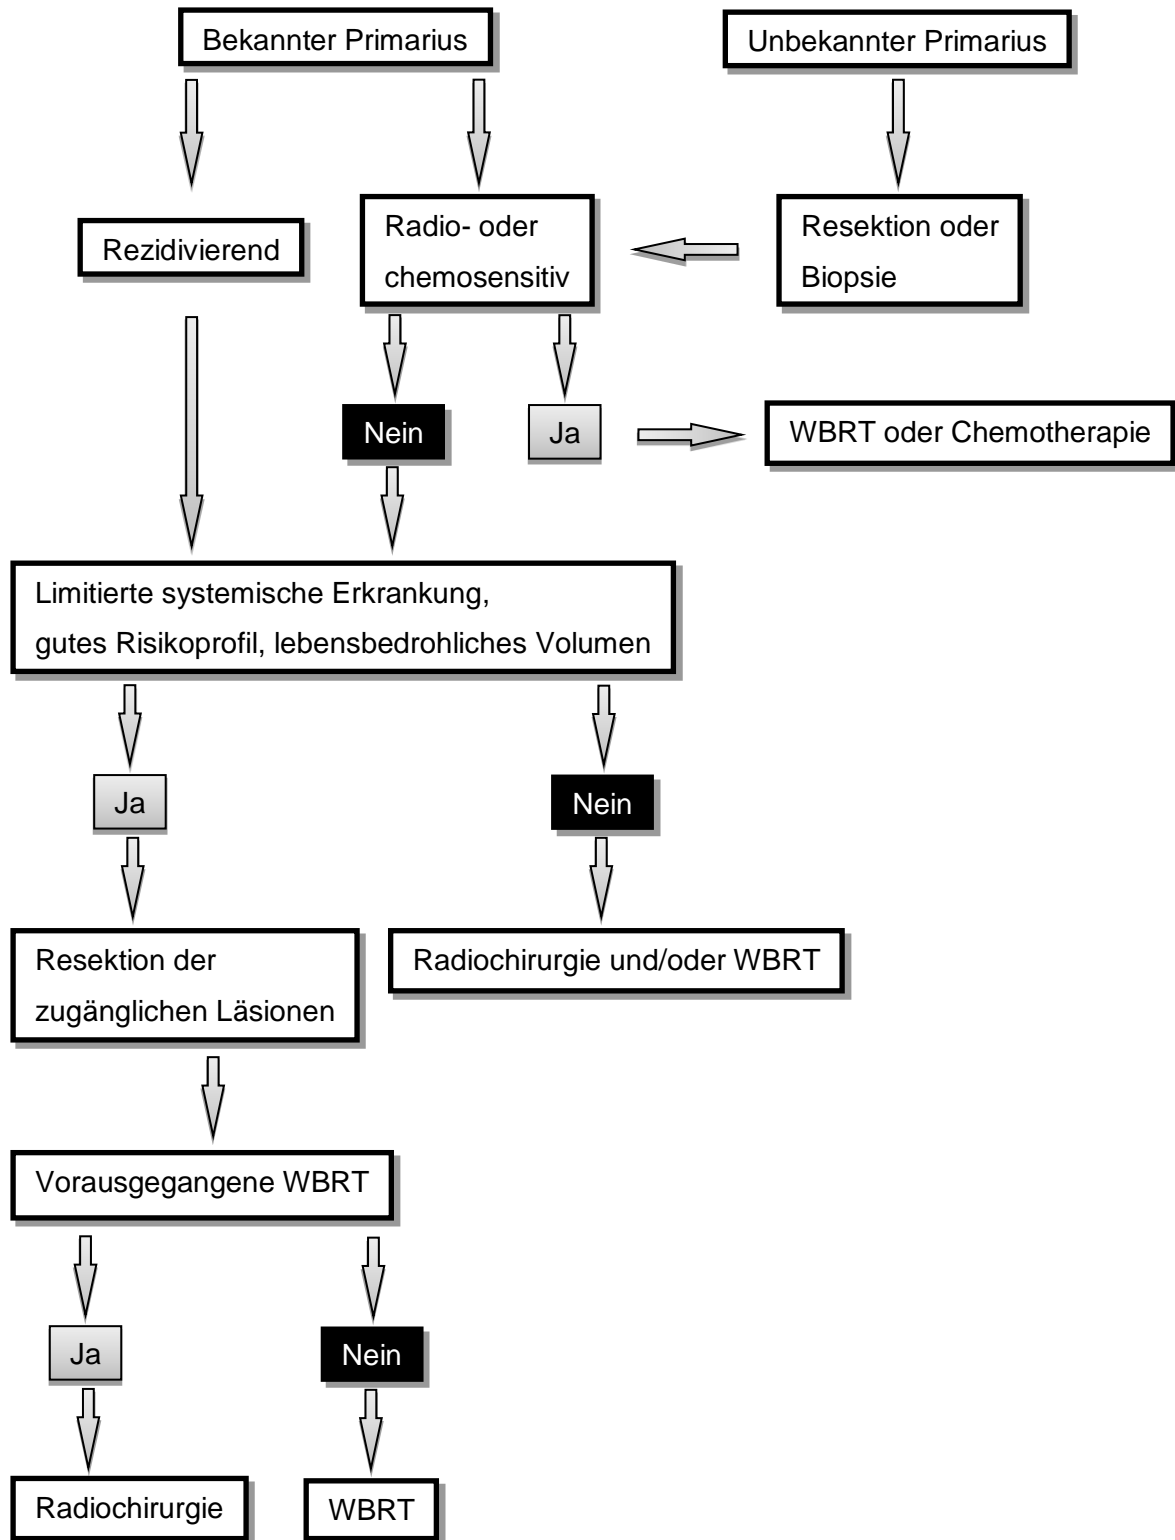 Bekannter Primarius
Unbekannter Primarius
Rezidivierend
Radio- oder
chemosensitiv
Resektion oder
Biopsie
Nein
Ja
WBRT oder Chemotherapie
Limitierte systemische Erkrankung,
gutes Risikoprofil, lebensbedrohliches Volumen
Ja
Nein
Resektion der
zugänglichen Läsionen
Radiochirurgie und/oder WBRT
Vorausgegangene WBRT
Ja
Nein
Radiochirurgie
WBRT